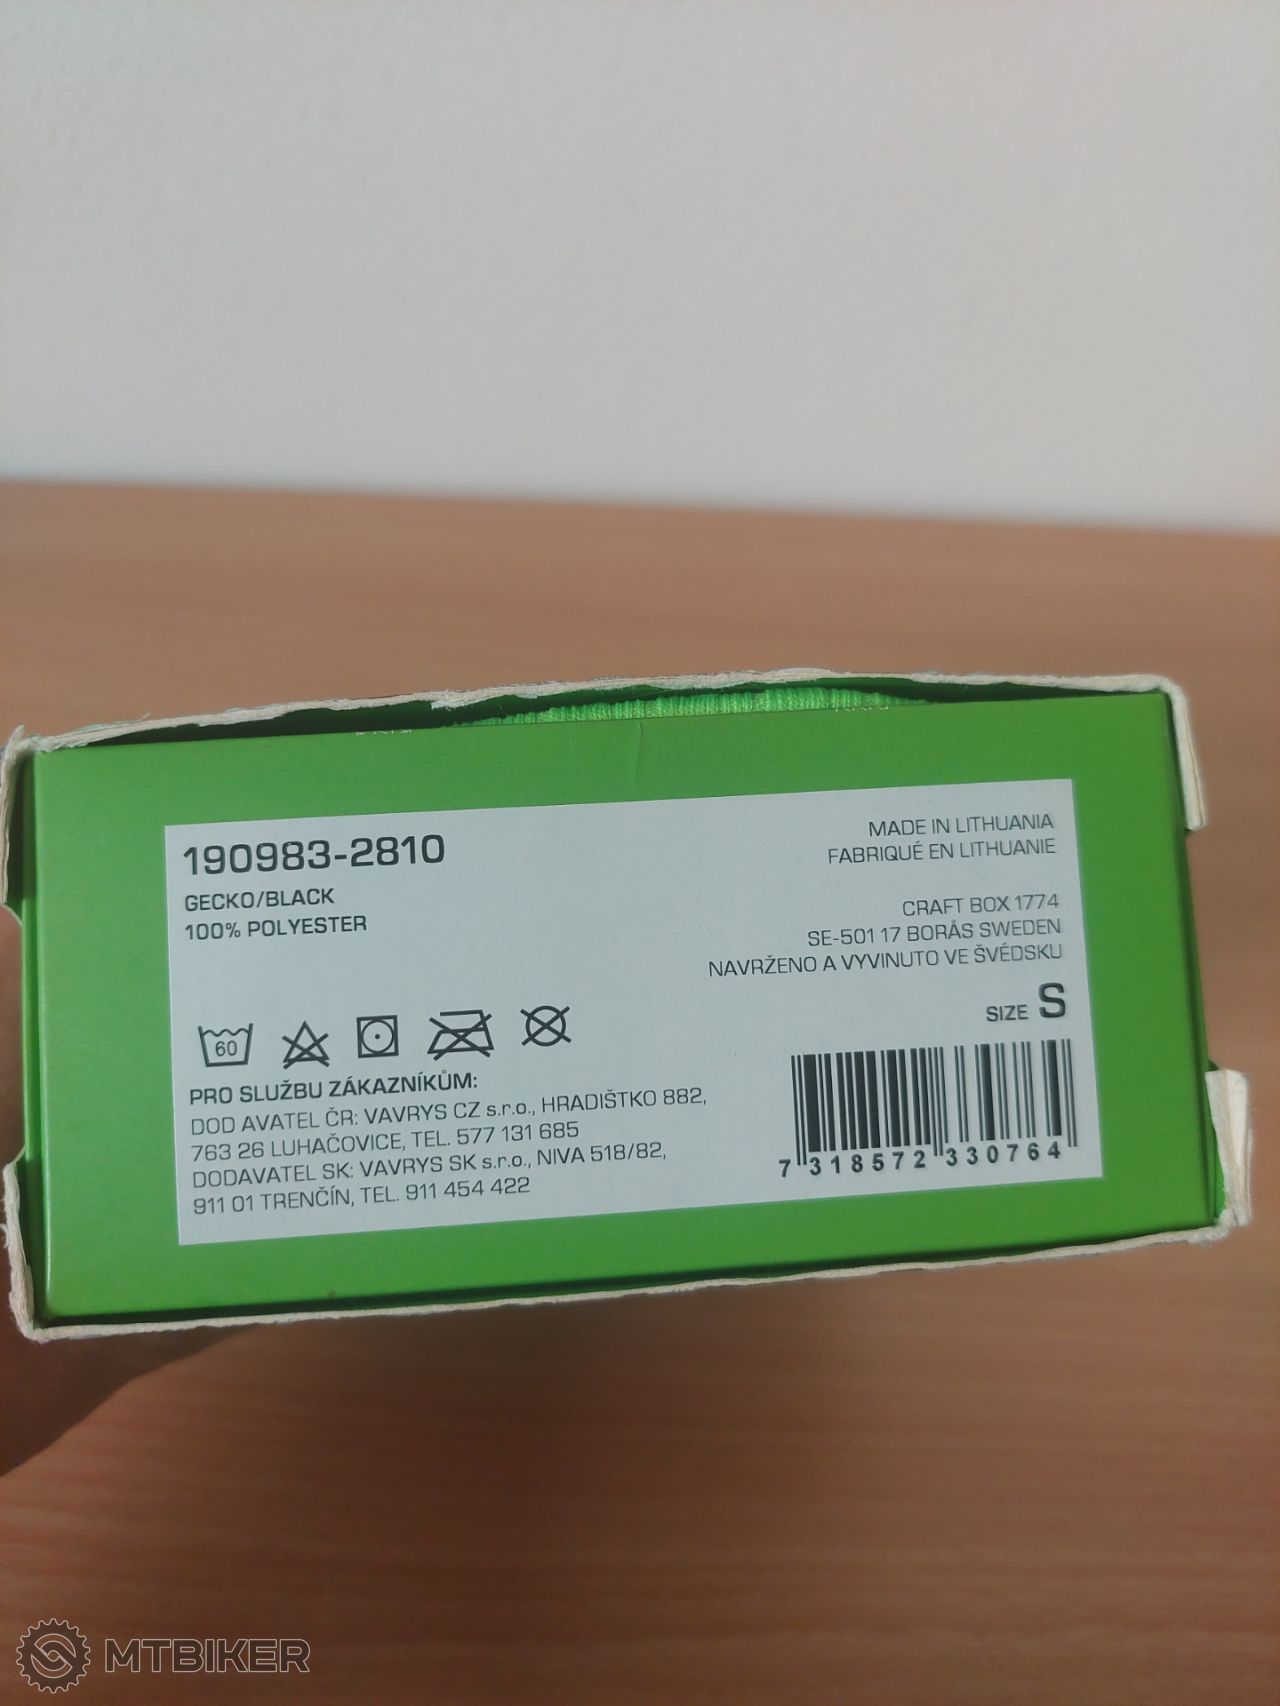 190983-2810
GECKO/BLACK
100% POLYESTER
MADE IN LITHUANIA
FABRIQUÉ EN LITHUANIE
CRAFT BOX 1774
SE-501 17 BORÅS SWEDEN
NAVRŽENO A VYVINUTO VE ŠVÉDSKU
SIZE S
60
PRO SLUŽBU ZÁKAZNÍKŮM:
DOD AVATEL ČR: VAVRYS CZ s.r.o., HRADIŠTKO 882,
763 26 LUHAČOVICE, TEL. 577 131 685
DODAVATEL SK: VAVRYS SK s.r.o., NIVA 518/82,
911 01 TRENČÍN, TEL. 911 454 422
7 318572 330764
MTBIKER